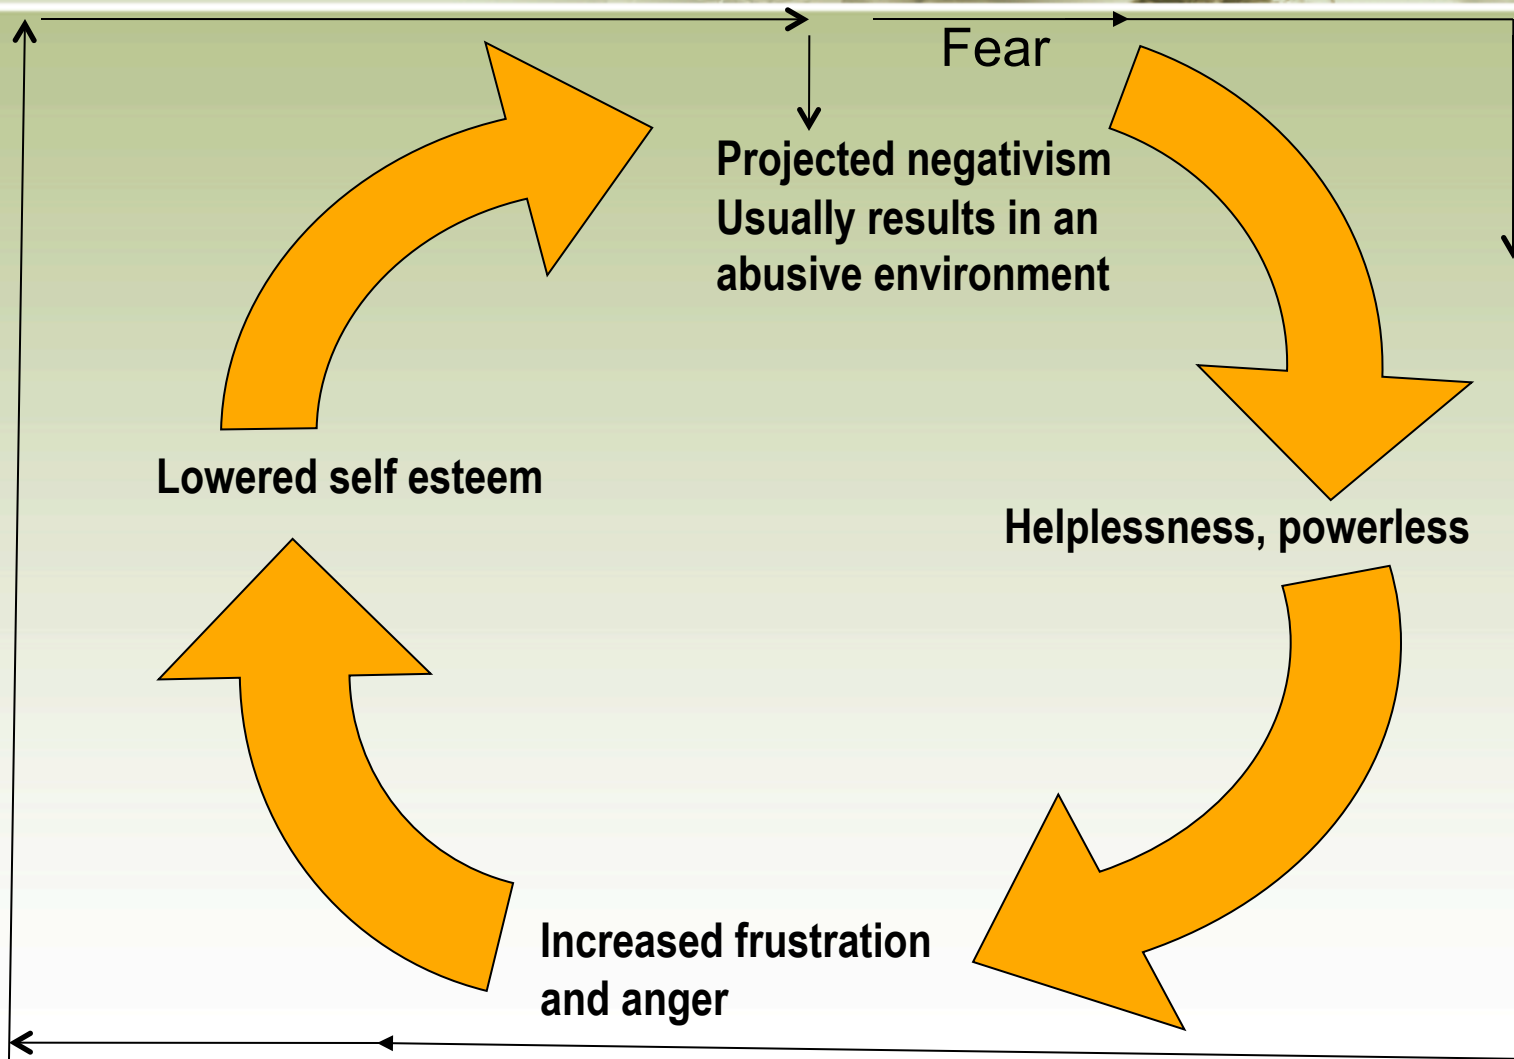 Fear
Projected negativism
Usually results in an
abusive environment
Lowered self esteem
Helplessness, powerless
Increased frustration
and anger